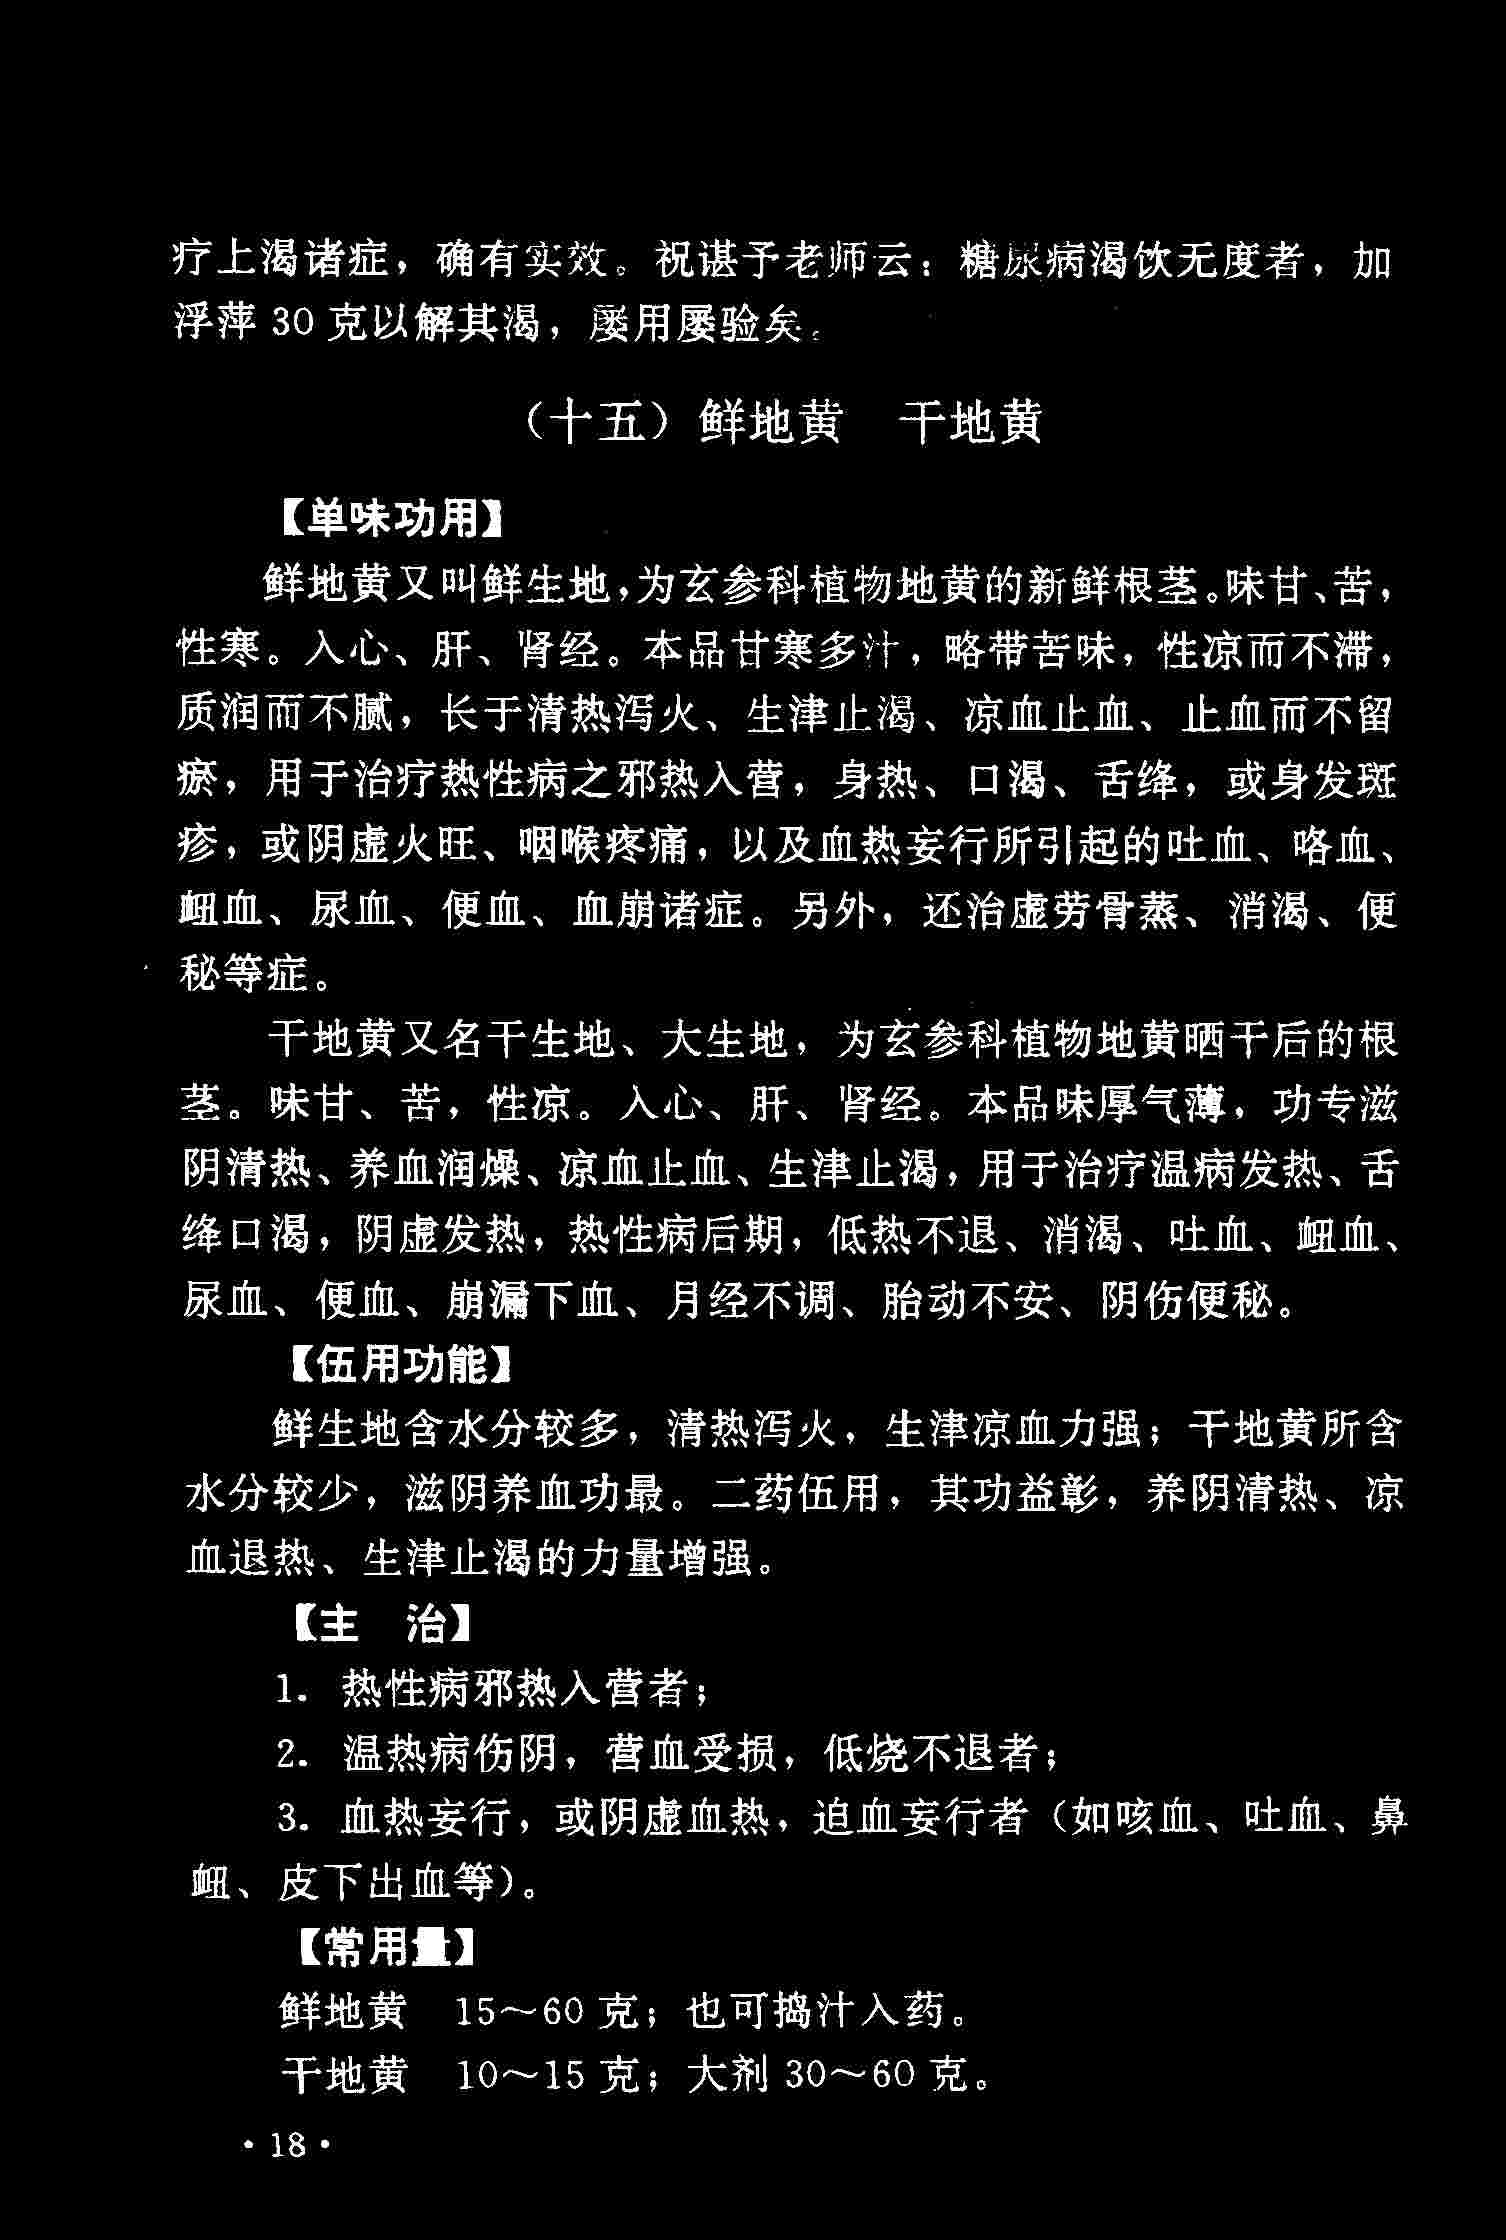 疗上渴诸症，确有实效。祝谌予老师云：糖尿病渴饮无度者，加
浮萍 30 克以解其渴，屡用屡验矣。
（十五）鲜地黄　干地黄
【单味功用】
鲜地黄又叫鲜生地，为玄参科植物地黄的新鲜根茎。味甘、苦，
性寒。入心、肝、肾经。本品甘寒多汁，略带苦味，性凉而不滞，
质润而不腻，长于清热泻火、生津止渴、凉血止血、止血而不留
瘀，用于治疗热性病之邪热入营，身热、口渴、舌绛，或身发斑
疹，或阴虚火旺、咽喉疼痛，以及血热妄行所引起的吐血、咯血、
衄血、尿血、便血、血崩诸症。另外，还治虚劳骨蒸、消渴、便
秘等症。
干地黄又名干生地、大生地，为玄参科植物地黄晒干后的根
茎。味甘、苦，性凉。入心、肝、肾经。本品味厚气薄，功专滋
阴清热、养血润燥、凉血止血、生津止渴，用于治疗温病发热、舌
绛口渴，阴虚发热，热性病后期，低热不退、消渴、吐血、衄血、
尿血、便血、崩漏下血、月经不调、胎动不安、阴伤便秘。
【伍用功能】
鲜生地含水分较多，清热泻火，生津凉血力强；干地黄所含
水分较少，滋阴养血功最。二药伍用，其功益彰，养阴清热、凉
血退热、生津止渴的力量增强。
【主　治】
1. 热性病邪热入营者；
2. 温热病伤阴，营血受损，低烧不退者；
3. 血热妄行，或阴虚血热，迫血妄行者（如咳血、吐血、鼻
衄、皮下出血等）。
【常用量】
鲜地黄　15～60 克；也可捣汁入药。
干地黄　10～15 克；大剂 30～60 克。
·18·